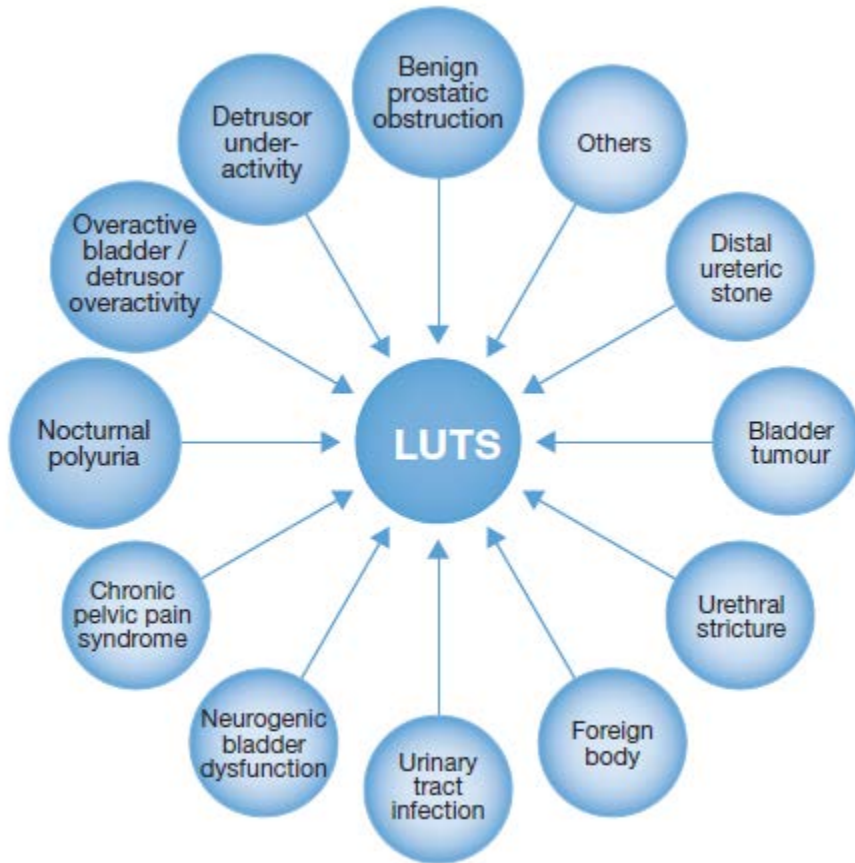 Benign
prostatic
obstruction
Others
Distal
ureteric
stone
Bladder
tumour
Urethral
stricture
Foreign
body
Urinary
tract
infection
Neurogenic
bladder
dysfunction
Chronic
pelvic pain
syndrome
Nocturnal
polyuria
Overactive
bladder /
detrusor
overactivity
Detrusor
under-
activity
LUTS